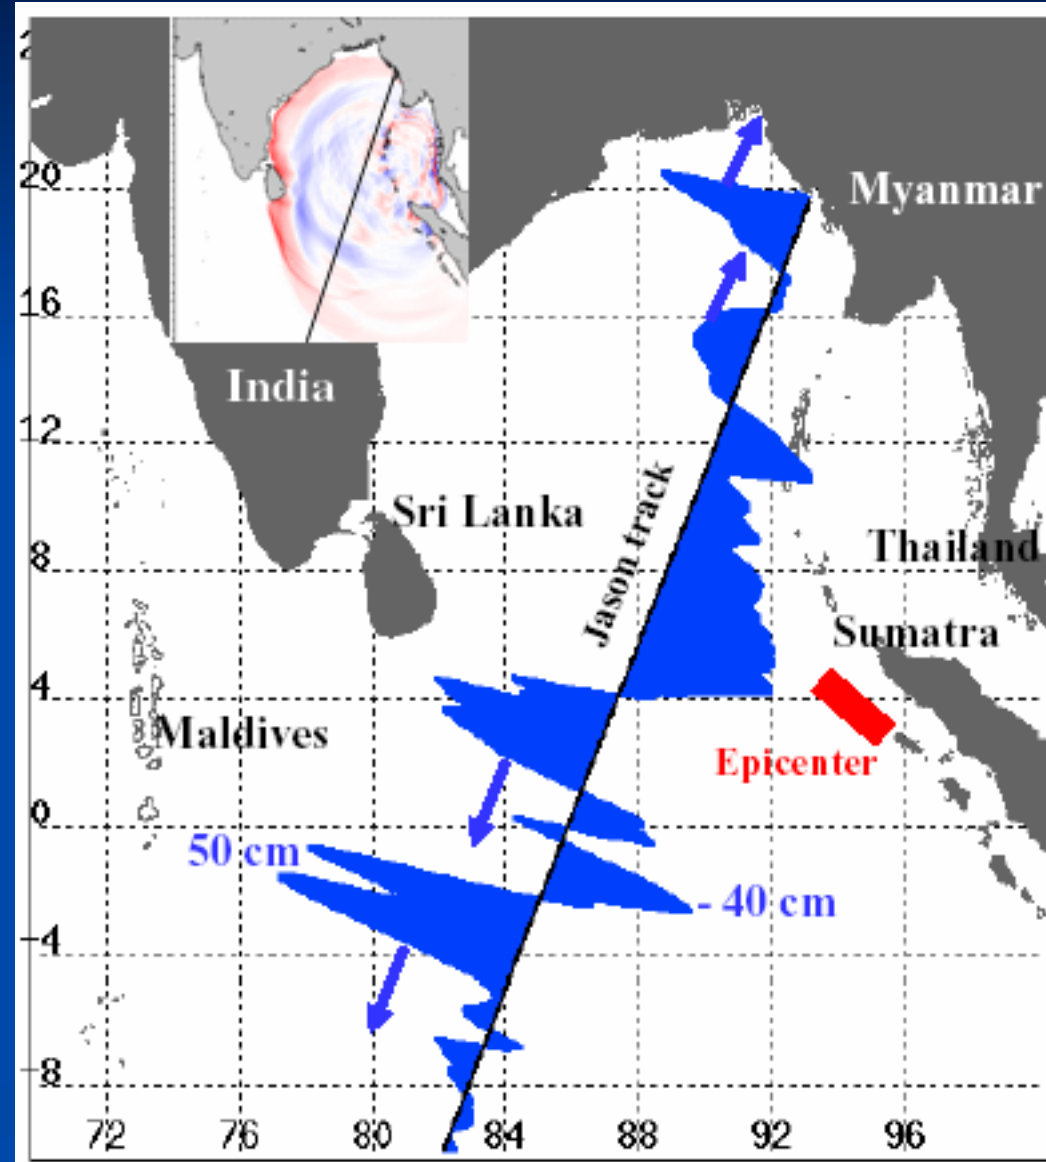 20
Myanmar
16
India
12
Sri Lanka
Jason track
8
Thailand
Sumatra
4
Maldives
Epicenter
0
50 cm
- 40 cm
-4
-8
72 76 80 84 88 92 96